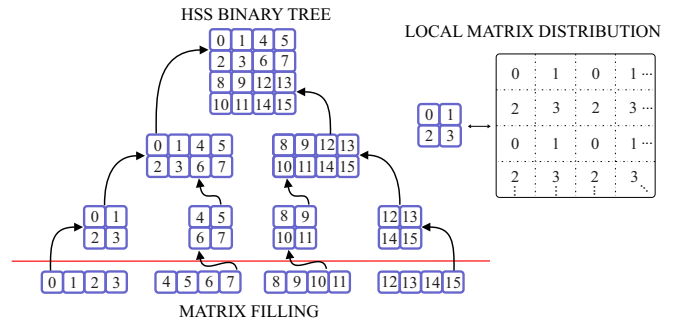 HSS BINARY TREE
0 1 4 5
2 3 6 7
8 9 12 13
10 11 14 15
0 1 4 5
2 3 6 7
8 9 12 13
10 11 14 15
0 1
2 3
4 5
6 7
8 9
10 11
12 13
14 15
0 1 2 3
4 5 6 7
8 9 10 11
12 13 14 15
MATRIX FILLING
LOCAL MATRIX DISTRIBUTION
0 1
2 3
0 1 0 1 ...
2 3 2 3 ...
0 1 0 1 ...
2 3 2 3